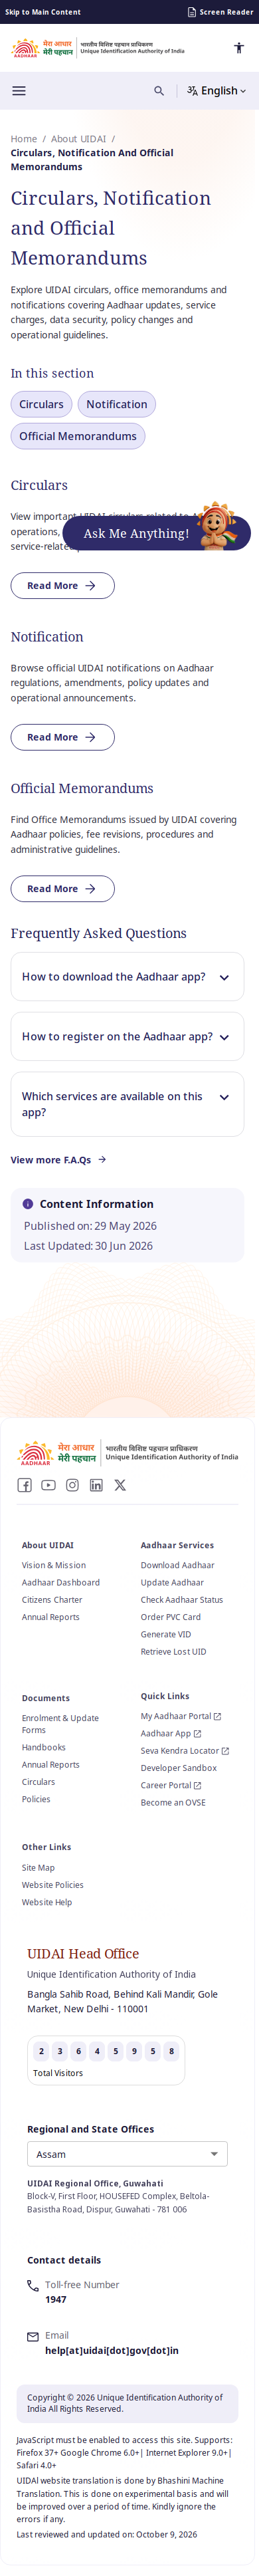 Skip to Main Content
Screen Reader
मेरा आधार
मेरी पहचान
भारतीय विशिष्ट पहचान प्राधिकरण
Unique Identification Authority of India
AADHAAR
English
Home / About UIDAI /
Circulars, Notification And Official
Memorandums
Circulars, Notification
and Official
Memorandums
Explore UIDAI circulars, office memorandums and
notifications covering Aadhaar updates, service
charges, data security, policy changes and
operational guidelines.
In this section
Circulars
Notification
Official Memorandums
Circulars
View important UIDAI circulars related to
operations,
service-related
Ask Me Anything!
Read More
Notification
Browse official UIDAI notifications on Aadhaar
regulations, amendments, policy updates and
operational announcements.
Read More
Official Memorandums
Find Office Memorandums issued by UIDAI covering
Aadhaar policies, fee revisions, procedures and
administrative guidelines.
Read More
Frequently Asked Questions
How to download the Aadhaar app?
How to register on the Aadhaar app?
Which services are available on this
app?
View more F.A.Qs
Content Information
Published on: 29 May 2026
Last Updated: 30 Jun 2026
मेरा आधार
मेरी पहचान
भारतीय विशिष्ट पहचान प्राधिकरण
Unique Identification Authority of India
AADHAAR
About UIDAI
Vision & Mission
Aadhaar Dashboard
Citizens Charter
Annual Reports
Aadhaar Services
Download Aadhaar
Update Aadhaar
Check Aadhaar Status
Order PVC Card
Generate VID
Retrieve Lost UID
Documents
Enrolment & Update
Forms
Handbooks
Annual Reports
Circulars
Policies
Quick Links
My Aadhaar Portal
Aadhaar App
Seva Kendra Locator
Developer Sandbox
Career Portal
Become an OVSE
Other Links
Site Map
Website Policies
Website Help
UIDAI Head Office
Unique Identification Authority of India
Bangla Sahib Road, Behind Kali Mandir, Gole
Market, New Delhi - 110001
2 3 6 4 5 9 5 8
Total Visitors
Regional and State Offices
Assam
UIDAI Regional Office, Guwahati
Block-V, First Floor, HOUSEFED Complex, Beltola-
Basistha Road, Dispur, Guwahati - 781 006
Contact details
Toll-free Number
1947
Email
help[at]uidai[dot]gov[dot]in
Copyright © 2026 Unique Identification Authority of
India All Rights Reserved.
JavaScript must be enabled to access this site. Supports:
Firefox 37+ Google Chrome 6.0+| Internet Explorer 9.0+|
Safari 4.0+
UIDAI website translation is done by Bhashini Machine
Translation. This is done on experimental basis and will
be improved over a period of time. Kindly ignore the
errors if any.
Last reviewed and updated on: October 9, 2026